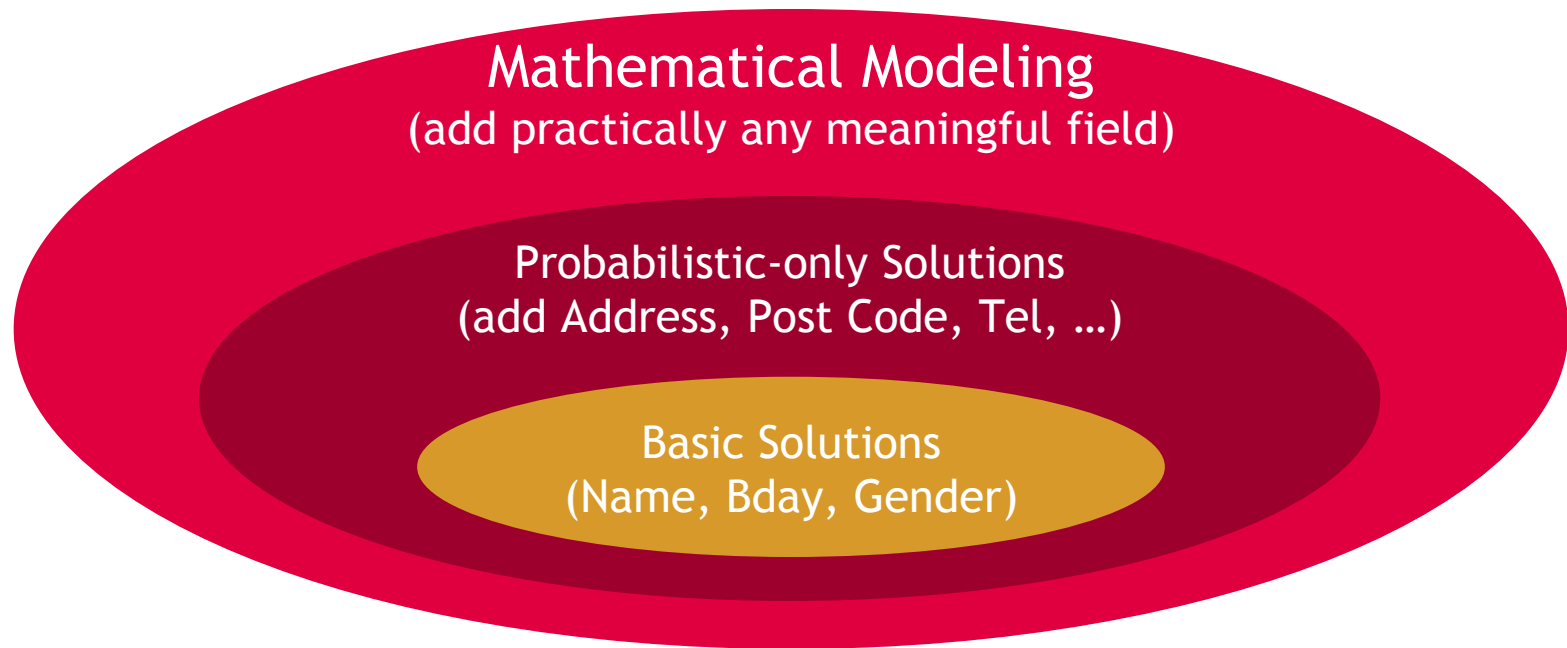 Mathematical Modeling
(add practically any meaningful field)
Probabilistic-only Solutions
(add Address, Post Code, Tel, …)
Basic Solutions
(Name, Bday, Gender)